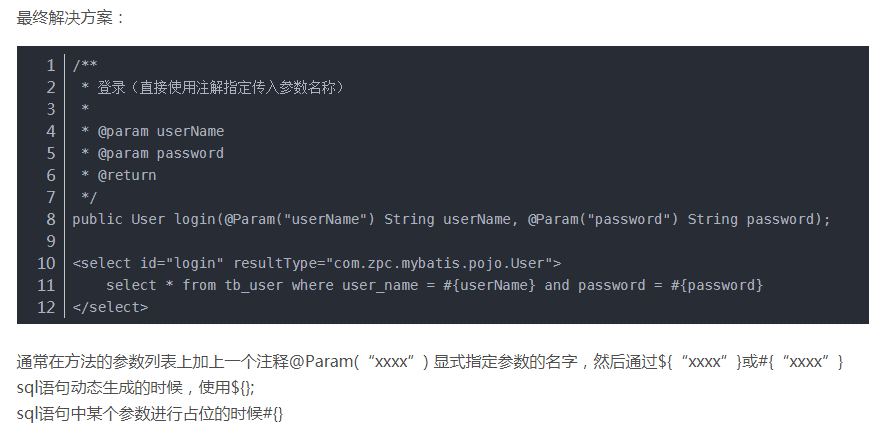 最终解决方案：
1 /**
2  * 登录（直接使用注解指定传入参数名称）
3  *
4  * @param userName
5  * @param password
6  * @return
7  */
8 public User login(@Param("userName") String userName, @Param("password") String password);
9
10 <select id="login" resultType="com.zpc.mybatis.pojo.User">
11     select * from tb_user where user_name = #{userName} and password = #{password}
12 </select>
通常在方法的参数列表上加上一个注释@Param(“xxxx“) 显式指定参数的名字，然后通过${“xxxx“}或#{“xxxx“}
sql语句动态生成的时候，使用${};
sql语句中某个参数进行占位的时候#{}